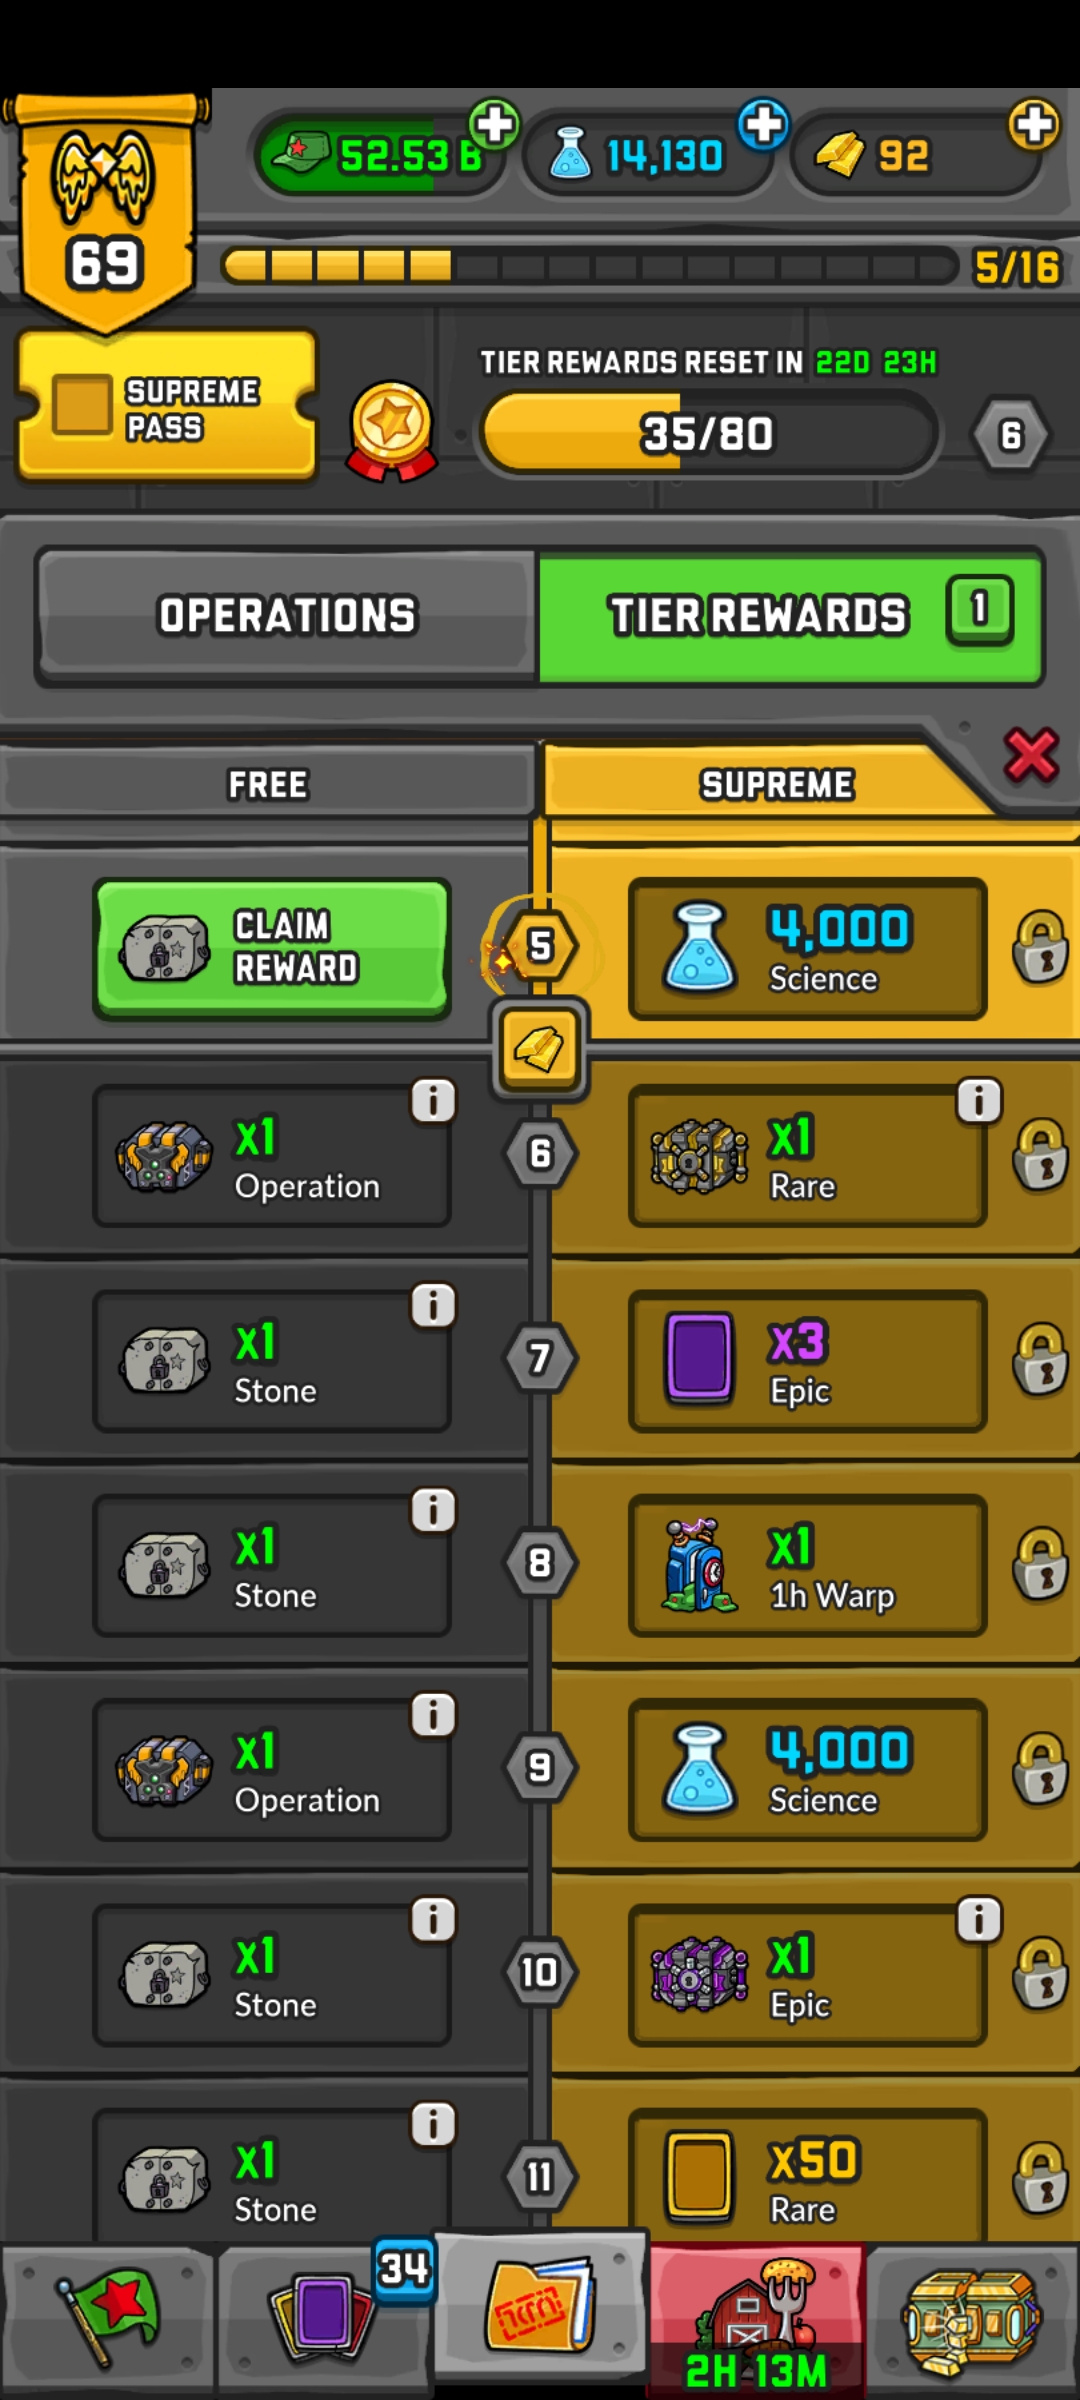 52.53 B
14,130
92
69
5/16
TIER REWARDS RESET IN 22D 23H
SUPREME
PASS
35/80
6
OPERATIONS
TIER REWARDS
1
FREE
SUPREME
CLAIM
REWARD
5
4,000
Science
i
X1
Operation
6
i
X1
Rare
i
X1
Stone
7
X3
Epic
i
X1
Stone
8
X1
1h Warp
i
X1
Operation
9
4,000
Science
i
X1
Stone
10
i
X1
Epic
i
X1
Stone
11
X50
Rare
34
2H 13M